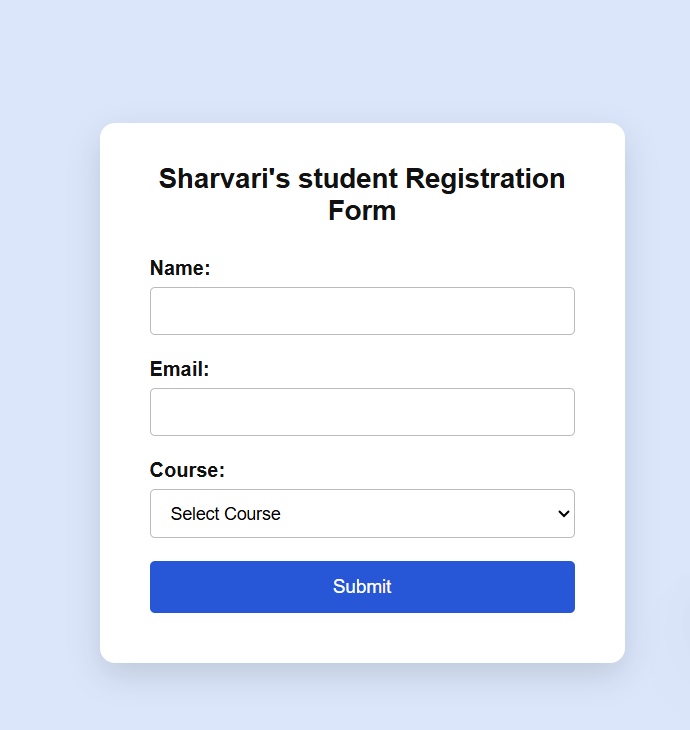 Sharvari's student Registration
Form
Name:
Email:
Course:
Select Course
Submit